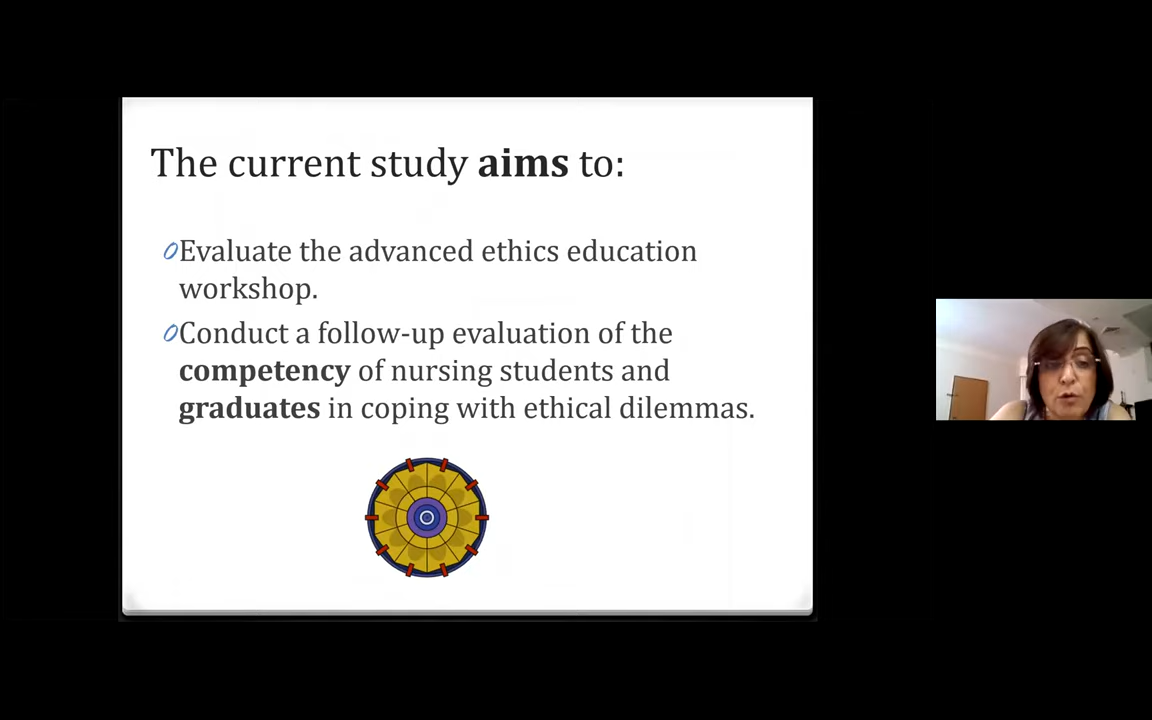 The current study aims to:
Evaluate the advanced ethics education
workshop.
Conduct a follow-up evaluation of the
competency of nursing students and
graduates in coping with ethical dilemmas.